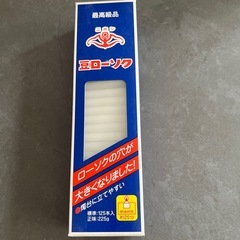 最高級品
豆ローソク
ローソクの穴が
大きくなりました!
燭台に立てやすい
標準:125本入
正味:225g